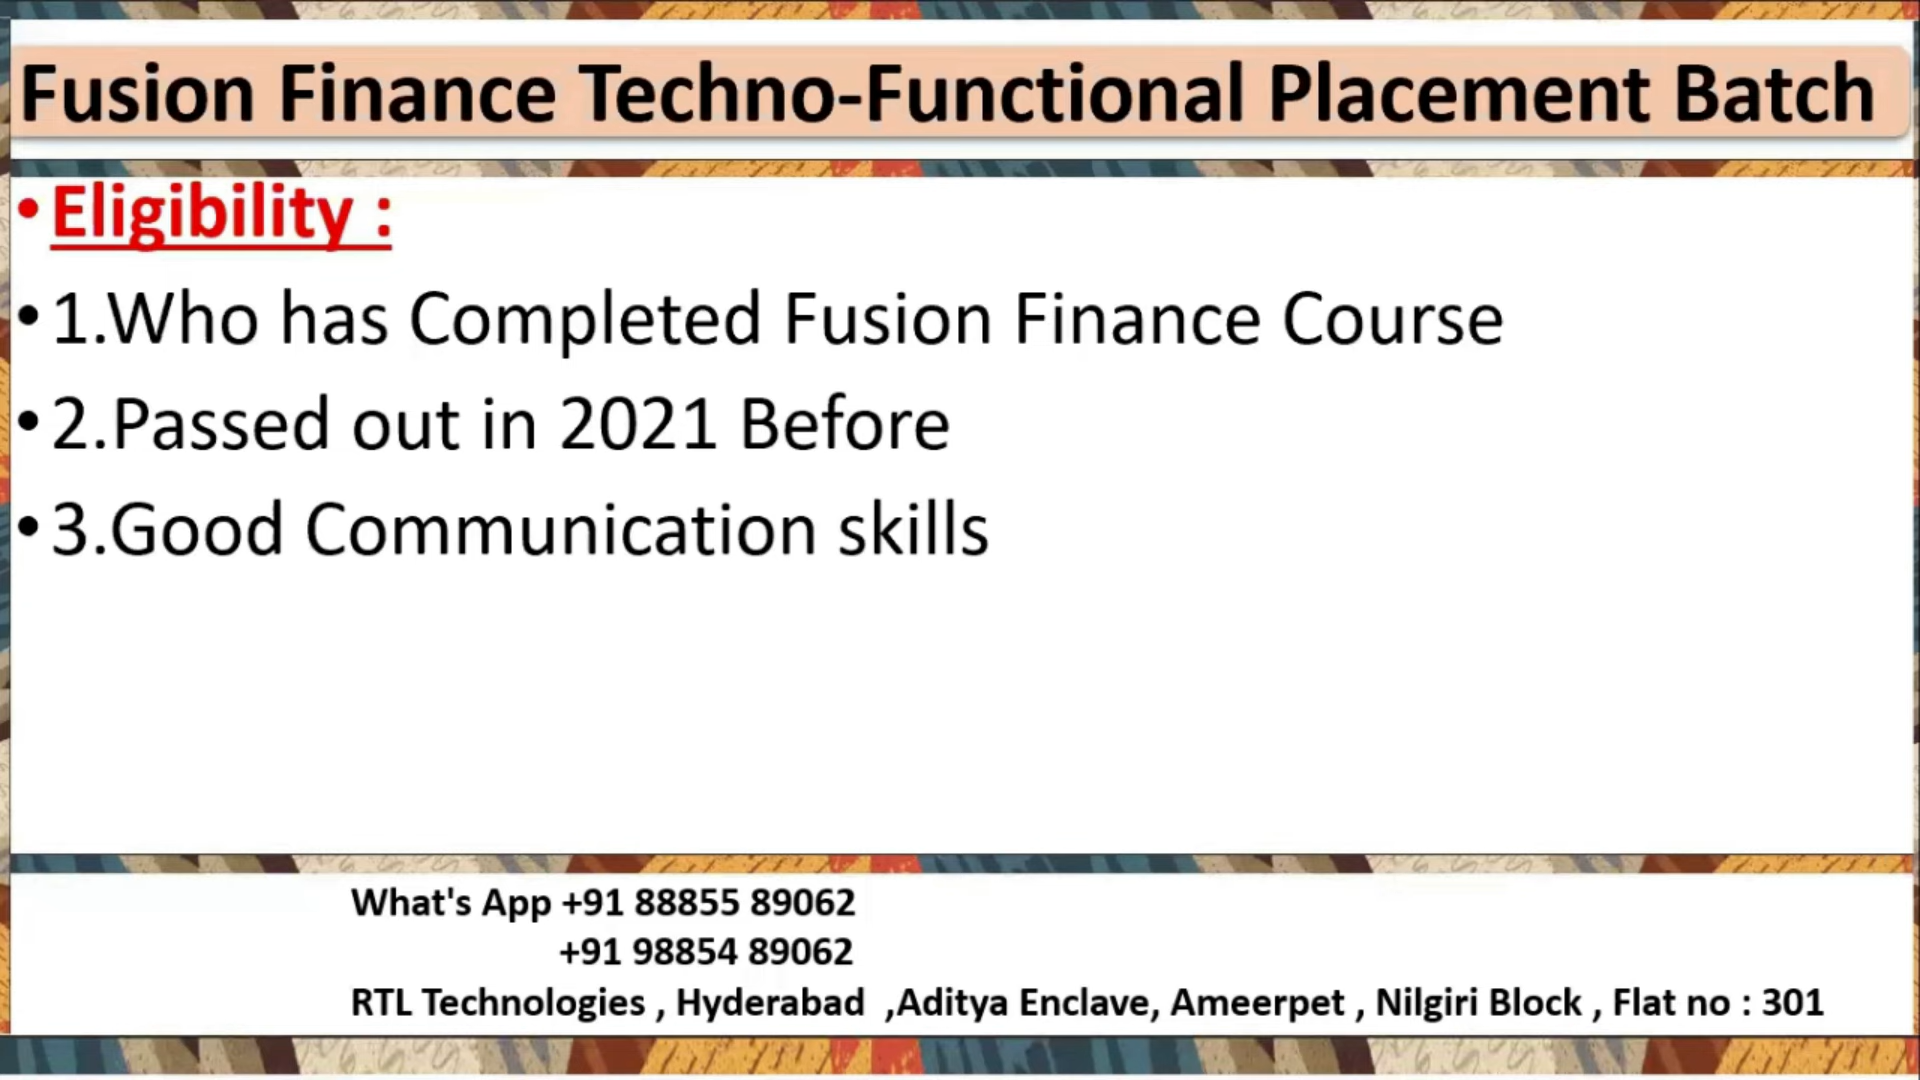 Fusion Finance Techno-Functional Placement Batch
• Eligibility :
• 1.Who has Completed Fusion Finance Course
• 2.Passed out in 2021 Before
• 3.Good Communication skills
What's App +91 88855 89062
+91 98854 89062
RTL Technologies , Hyderabad ,Aditya Enclave, Ameerpet , Nilgiri Block , Flat no : 301